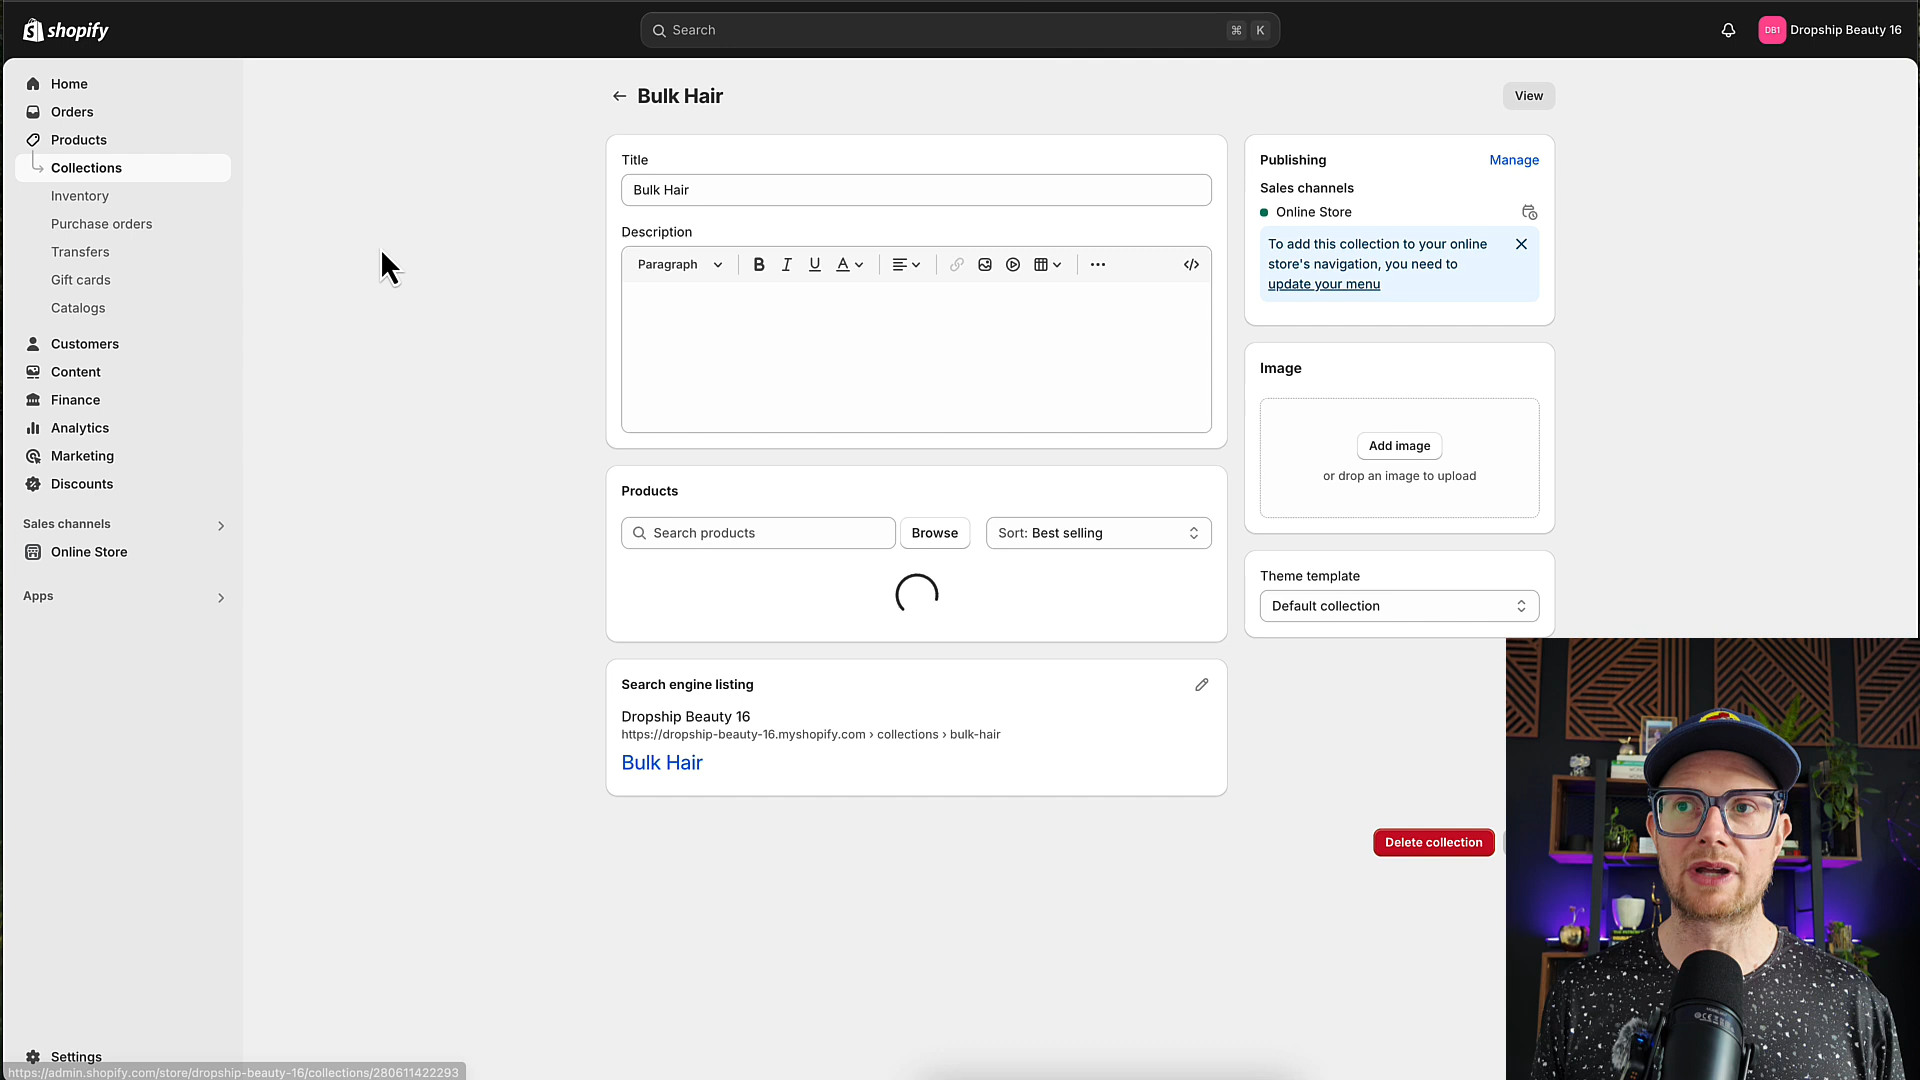 shopify
Search
⌘ K
DB1
Dropship Beauty 16
Home
Orders
Products
Collections
Inventory
Purchase orders
Transfers
Gift cards
Catalogs
Customers
Content
Finance
Analytics
Marketing
Discounts
Sales channels
Online Store
Apps
Settings
https://admin.shopify.com/store/dropship-beauty-16/collections/280611422293
Bulk Hair
View
Title
Bulk Hair
Description
Paragraph
B I U A
Products
Search products
Browse
Sort: Best selling
Search engine listing
Dropship Beauty 16
https://dropship-beauty-16.myshopify.com › collections › bulk-hair
Bulk Hair
Publishing
Manage
Sales channels
Online Store
To add this collection to your online
store's navigation, you need to
update your menu
Image
Add image
or drop an image to upload
Theme template
Default collection
Delete collection